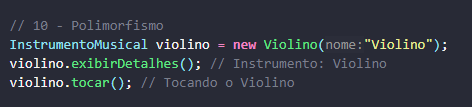 // 10 - Polimorfismo
InstrumentoMusical violino = new Violino(nome:"Violino");
violino.exibirDetalhes(); // Instrumento: Violino
violino.tocar(); // Tocando o Violino